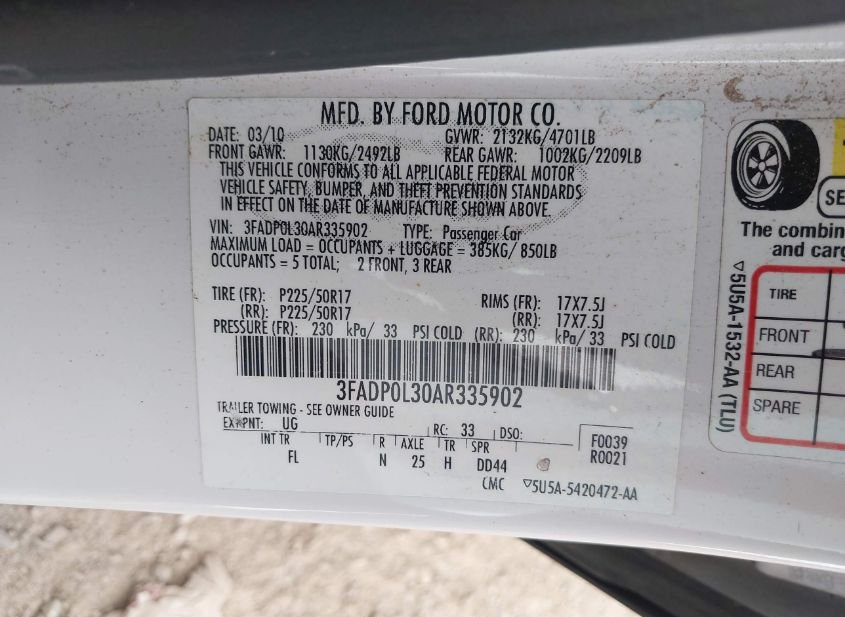 MFD. BY FORD MOTOR CO.
DATE: 03/10 GVWR: 2132KG/4701LB
FRONT GAWR: 1130KG/2492LB REAR GAWR: 1002KG/2209LB
THIS VEHICLE CONFORMS TO ALL APPLICABLE FEDERAL MOTOR
VEHICLE SAFETY, BUMPER, AND THEFT PREVENTION STANDARDS
IN EFFECT ON THE DATE OF MANUFACTURE SHOWN ABOVE.
VIN: 3FADP0L30AR335902 TYPE: Passenger Car
MAXIMUM LOAD = OCCUPANTS + LUGGAGE = 385KG/ 850LB
OCCUPANTS = 5 TOTAL; 2 FRONT, 3 REAR
TIRE (FR): P225/50R17 RIMS (FR): 17X7.5J
(RR): P225/50R17 (RR): 17X7.5J
PRESSURE (FR): 230 kPa/ 33 PSI COLD (RR): 230 kPa/ 33 PSI COLD
3FADP0L30AR335902
TRAILER TOWING - SEE OWNER GUIDE
EXT PNT: UG RC: 33 DSO: F0039
INT TR TP/PS R AXLE TR SPR R0021
FL N 25 H DD44
CMC ▽5U5A-5420472-AA
The combin
and carg
TIRE
FRONT
REAR
SPARE
▽5U5A-1532-AA (TLU)